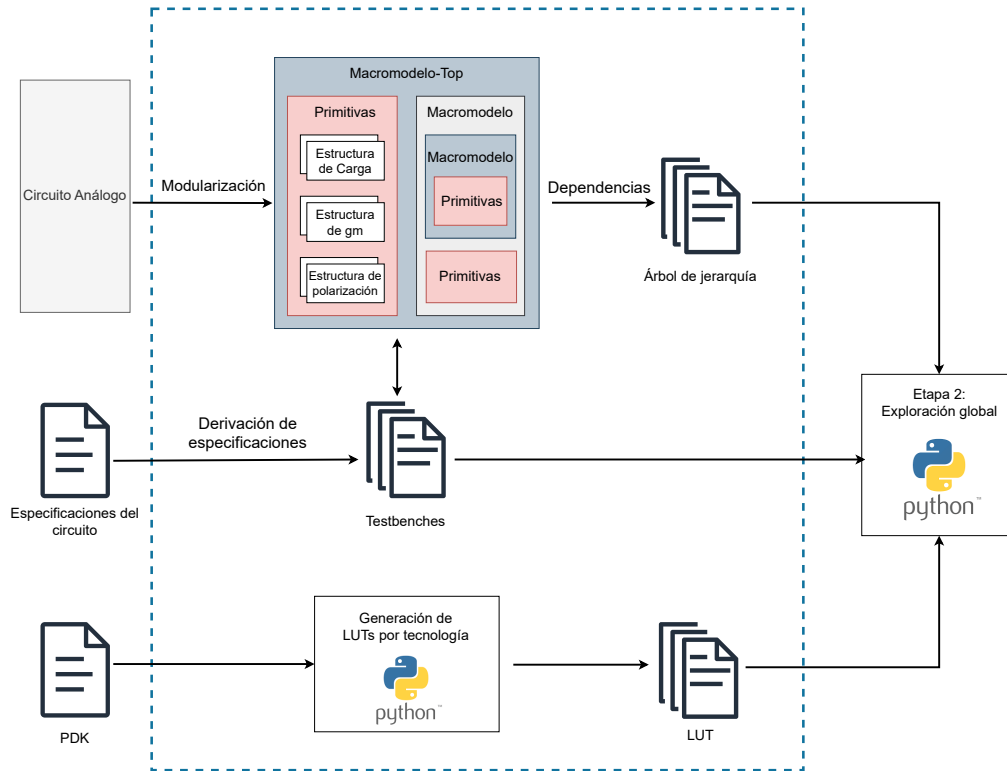 Macromodelo-Top
Circuito Análogo
Modularización
Primitivas
Estructura
de Carga
Estructura
de gm
Estructura de
polarización
Macromodelo
Macromodelo
Primitivas
Primitivas
Dependencias
Árbol de jerarquía
Especificaciones del
circuito
Derivación de
especificaciones
Testbenches
Etapa 2:
Exploración global
python™
PDK
Generación de
LUTs por tecnología
python™
LUT